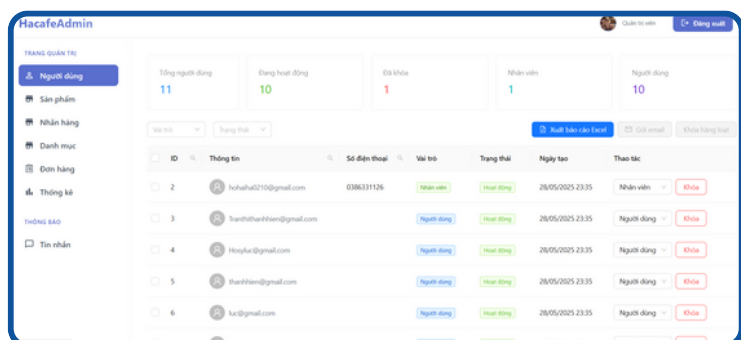 HacafeAdmin
Quản trị viên
Đăng xuất
TRANG QUẢN TRỊ
Người dùng
Sản phẩm
Nhãn hàng
Danh mục
Đơn hàng
Thống kê
THÔNG BÁO
Tin nhắn
Tổng người dùng Đang hoạt động Đã khóa Nhân viên Người dùng
11 10 1 1 10
Vai trò Trạng thái Xuất báo cáo Excel Gửi email Khóa hàng loạt
ID Thông tin Số điện thoại Vai trò Trạng thái Ngày tạo Thao tác
2 hohaiha0210@gmail.com 0386331126 Nhân viên Hoạt động 28/05/2025 23:35 Nhân viên Khóa
3 Tranthithanhhien@gmail.com Người dùng Hoạt động 28/05/2025 23:35 Người dùng Khóa
4 Hosyluc@gmail.com Người dùng Hoạt động 28/05/2025 23:35 Người dùng Khóa
5 thanhhien@gmail.com Người dùng Hoạt động 28/05/2025 23:35 Người dùng Khóa
6 luc@gmail.com Người dùng Hoạt động 28/05/2025 23:35 Người dùng Khóa